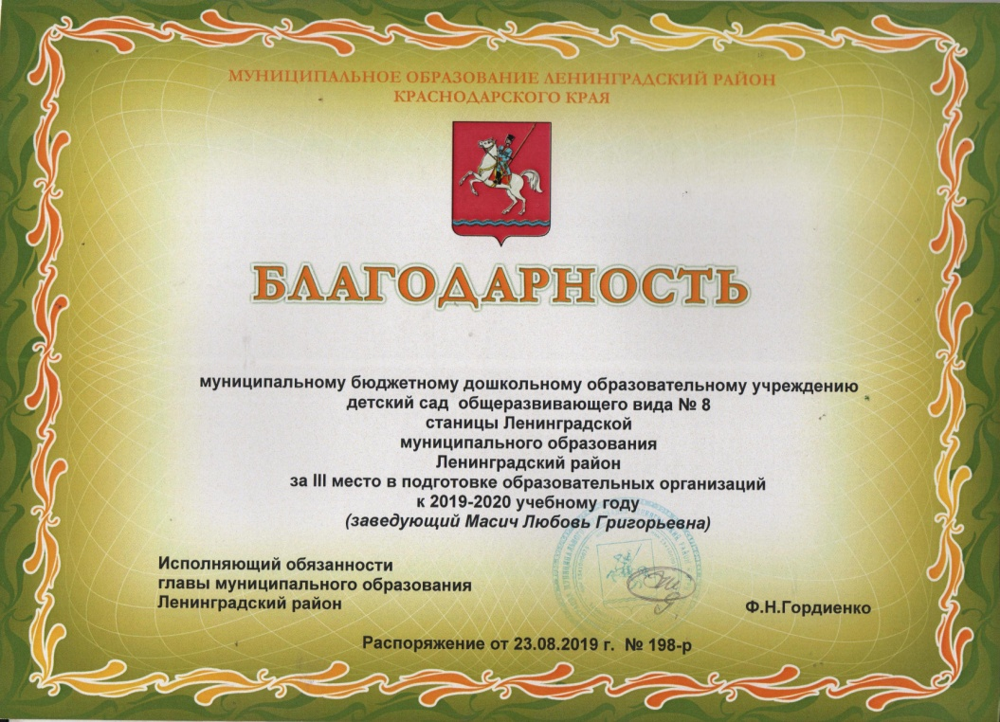 МУНИЦИПАЛЬНОЕ ОБРАЗОВАНИЕ ЛЕНИНГРАДСКИЙ РАЙОН
КРАСНОДАРСКОГО КРАЯ
БЛАГОДАРНОСТЬ
муниципальному бюджетному дошкольному образовательному учреждению
детский сад общеразвивающего вида № 8
станицы Ленинградской
муниципального образования
Ленинградский район
за III место в подготовке образовательных организаций
к 2019-2020 учебному году
(заведующий Масич Любовь Григорьевна)
Исполняющий обязанности
главы муниципального образования
Ленинградский район
Ф.Н.Гордиенко
Распоряжение от 23.08.2019 г. № 198-р